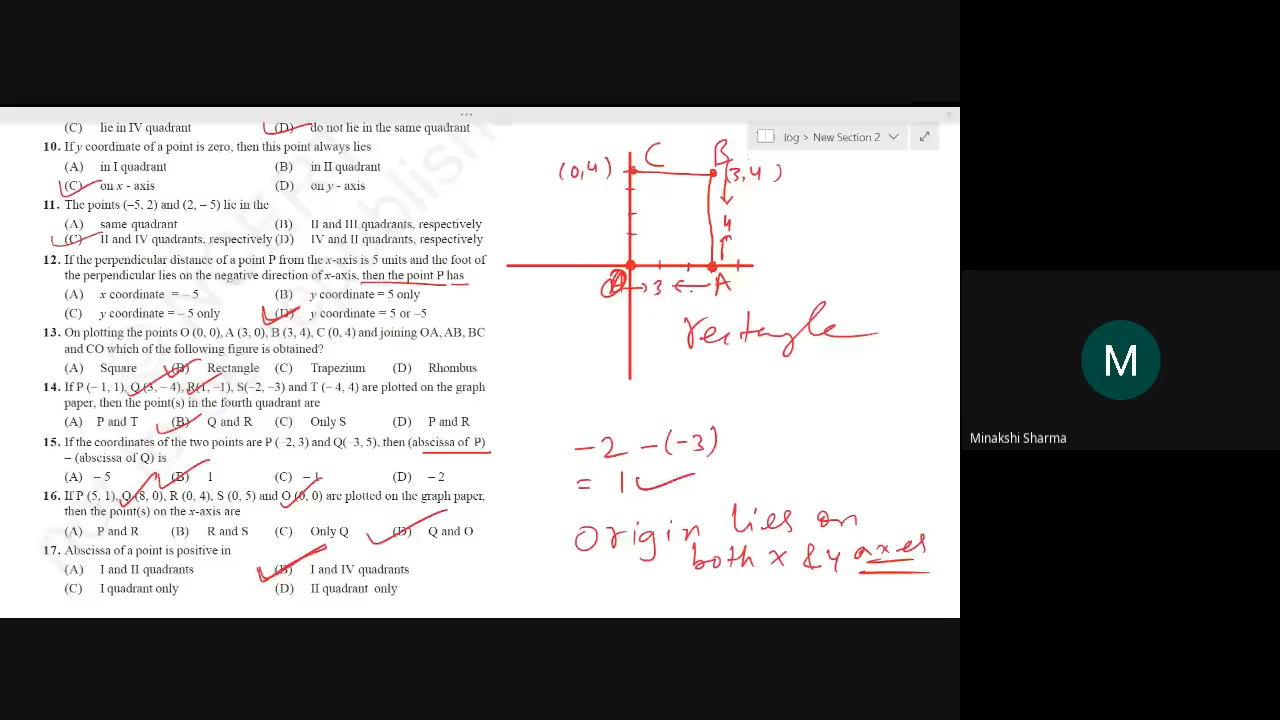 (C) lie in IV quadrant (D) do not lie in the same quadrant
10. If y coordinate of a point is zero, then this point always lies
(A) in I quadrant (B) in II quadrant
(C) on x - axis (D) on y - axis
11. The points (–5, 2) and (2, – 5) lie in the
(A) same quadrant (B) II and III quadrants, respectively
(C) II and IV quadrants, respectively (D) IV and II quadrants, respectively
12. If the perpendicular distance of a point P from the x-axis is 5 units and the foot of
the perpendicular lies on the negative direction of x-axis, then the point P has
(A) x coordinate = – 5 (B) y coordinate = 5 only
(C) y coordinate = – 5 only (D) y coordinate = 5 or –5
13. On plotting the points O (0, 0), A (3, 0), B (3, 4), C (0, 4) and joining OA, AB, BC
and CO which of the following figure is obtained?
(A) Square (B) Rectangle (C) Trapezium (D) Rhombus
14. If P (– 1, 1), Q (3, – 4), R(1, –1), S(–2, –3) and T (– 4, 4) are plotted on the graph
paper, then the point(s) in the fourth quadrant are
(A) P and T (B) Q and R (C) Only S (D) P and R
15. If the coordinates of the two points are P (–2, 3) and Q(–3, 5), then (abscissa of P)
– (abscissa of Q) is
(A) – 5 (B) 1 (C) – 1 (D) – 2
16. If P (5, 1), Q (8, 0), R (0, 4), S (0, 5) and O (0, 0) are plotted on the graph paper,
then the point(s) on the x-axis are
(A) P and R (B) R and S (C) Only Q (D) Q and O
17. Abscissa of a point is positive in
(A) I and II quadrants (B) I and IV quadrants
(C) I quadrant only (D) II quadrant only
log > New Section 2
C B
(0,4) (3,4)
4
3 A
rectangle
-2 -(-3)
= 1
origin lies on
both x & y axes
M
Minakshi Sharma